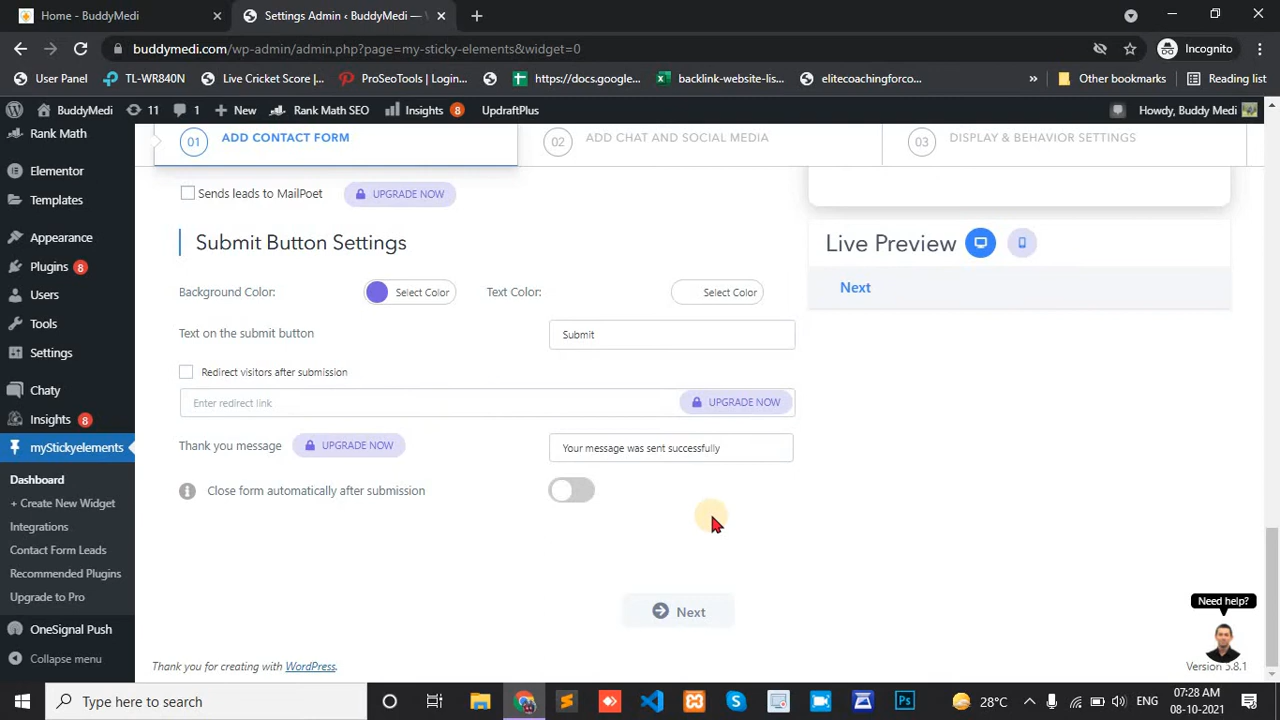 Home - BuddyMedi
Settings Admin ‹ BuddyMedi — 
buddymedi.com/wp-admin/admin.php?page=my-sticky-elements&widget=0
Incognito
User Panel
TL-WR840N
Live Cricket Score |...
ProSeoTools | Login...
https://docs.google...
backlink-website-lis...
elitecoachingforco...
»
Other bookmarks
Reading list
BuddyMedi
11
1
New
Rank Math SEO
Insights
8
UpdraftPlus
Howdy, Buddy Medi
Rank Math
Elementor
Templates
Appearance
Plugins 8
Users
Tools
Settings
Chaty
Insights 8
myStickyelements
Dashboard
+ Create New Widget
Integrations
Contact Form Leads
Recommended Plugins
Upgrade to Pro
OneSignal Push
Collapse menu
01 ADD CONTACT FORM
02 ADD CHAT AND SOCIAL MEDIA
03 DISPLAY & BEHAVIOR SETTINGS
Sends leads to MailPoet
UPGRADE NOW
Submit Button Settings
Background Color:
Select Color
Text Color:
Select Color
Text on the submit button
Submit
Redirect visitors after submission
Enter redirect link
UPGRADE NOW
Thank you message
UPGRADE NOW
Your message was sent successfully
Close form automatically after submission
Next
Live Preview
Next
Need help?
Thank you for creating with WordPress.
Version 5.8.1
Type here to search
28°C
ENG
07:28 AM
08-10-2021